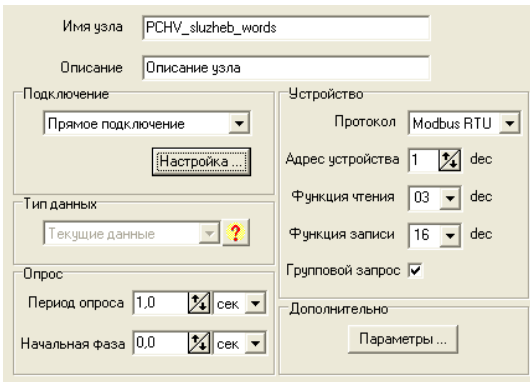 Имя узла PCHV_sluzheb_words
Описание Описание узла
Подключение
Прямое подключение
Настройка ...
Тип данных
Текущие данные ?
Опрос
Период опроса 1,0 сек
Начальная фаза 0,0 сек
Устройство
Протокол Modbus RTU
Адрес устройства 1 dec
Функция чтения 03 dec
Функция записи 16 dec
Групповой запрос
Дополнительно
Параметры ...